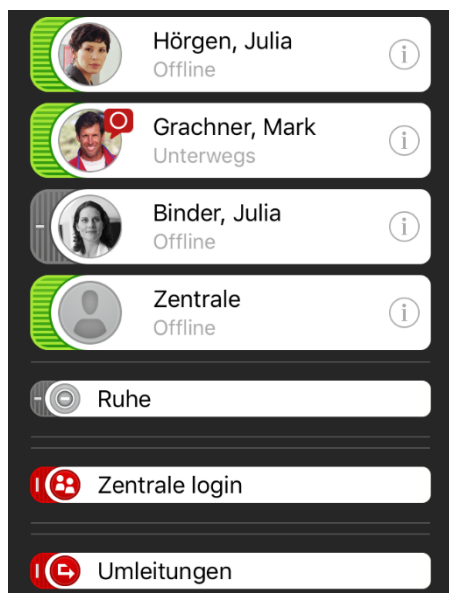 Hörgen, Julia
Offline
Grachner, Mark
Unterwegs
Binder, Julia
Offline
Zentrale
Offline
Ruhe
Zentrale login
Umleitungen